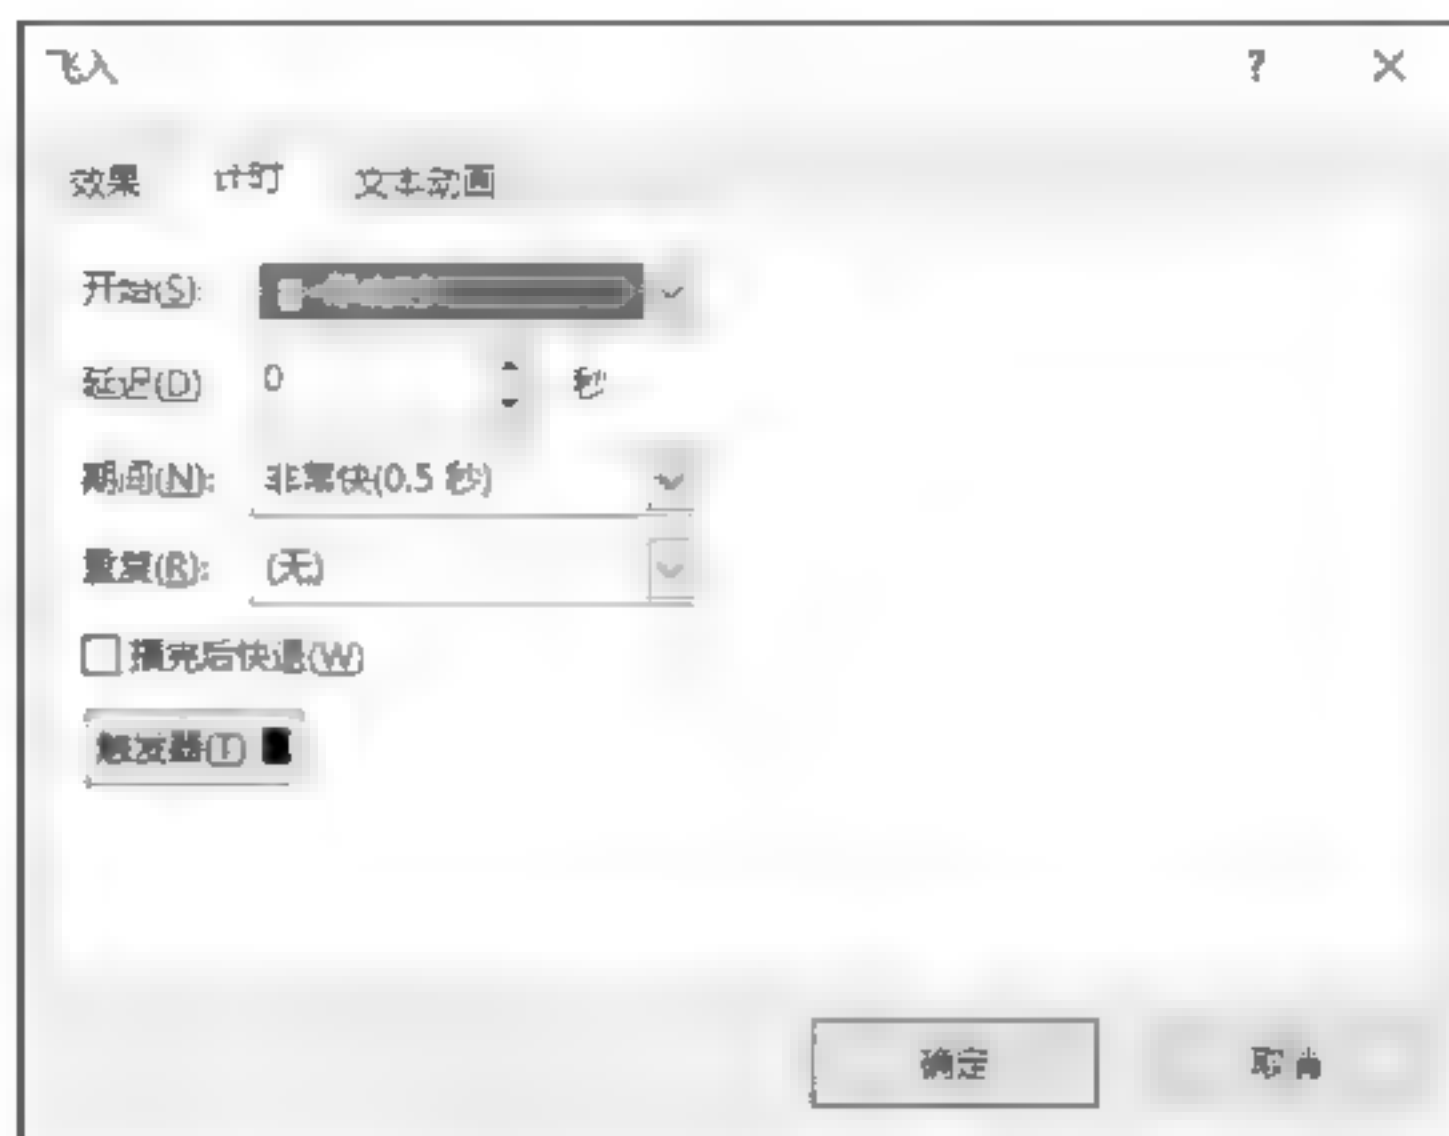 飞入 ?
效果 计时 文本动画
开始(S):
延迟(D) 0 秒
期间(N): 非常快(0.5 秒)
重复(R): (无)
播完后快退(W)
触发器(T)
确定 取消